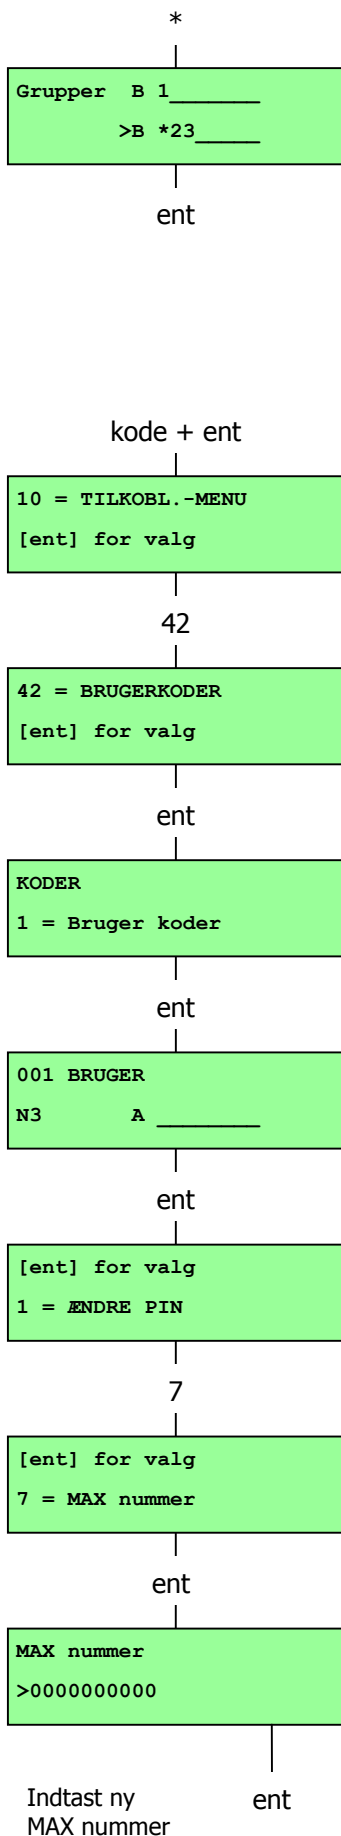 *
Grupper  B 1_______
>B *23_____
ent
kode + ent
10 = TILKOBL.-MENU
[ent] for valg
42
42 = BRUGERKODER
[ent] for valg
ent
KODER
1 = Bruger koder
ent
001 BRUGER
N3       A ________
ent
[ent] for valg
1 = ÆNDRE PIN
7
[ent] for valg
7 = MAX nummer
ent
MAX nummer
>0000000000
Indtast ny
MAX nummer
ent